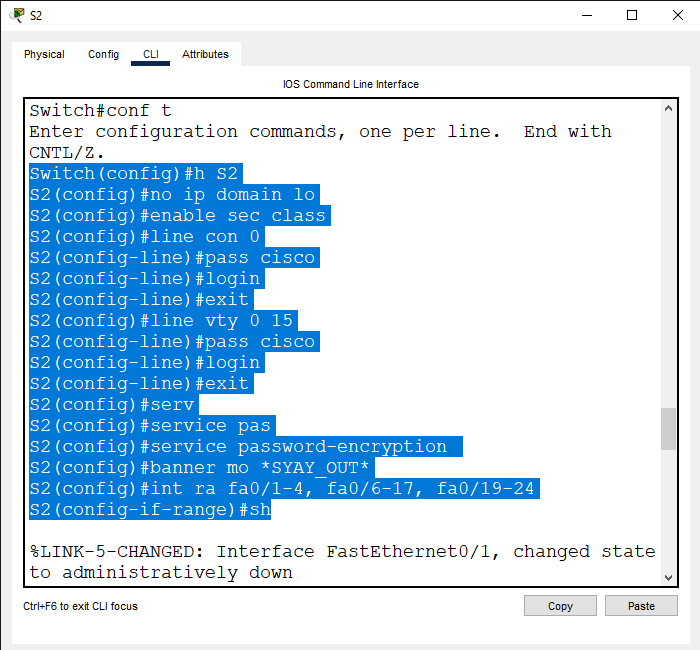 S2
Physical Config CLI Attributes
IOS Command Line Interface
Switch#conf t
Enter configuration commands, one per line.  End with
CNTL/Z.
Switch(config)#h S2
S2(config)#no ip domain lo
S2(config)#enable sec class
S2(config)#line con 0
S2(config-line)#pass cisco
S2(config-line)#login
S2(config-line)#exit
S2(config)#line vty 0 15
S2(config-line)#pass cisco
S2(config-line)#login
S2(config-line)#exit
S2(config)#serv
S2(config)#service pas
S2(config)#service password-encryption
S2(config)#banner mo *SYAY_OUT*
S2(config)#int ra fa0/1-4, fa0/6-17, fa0/19-24
S2(config-if-range)#sh
%LINK-5-CHANGED: Interface FastEthernet0/1, changed state
to administratively down
Ctrl+F6 to exit CLI focus
Copy Paste